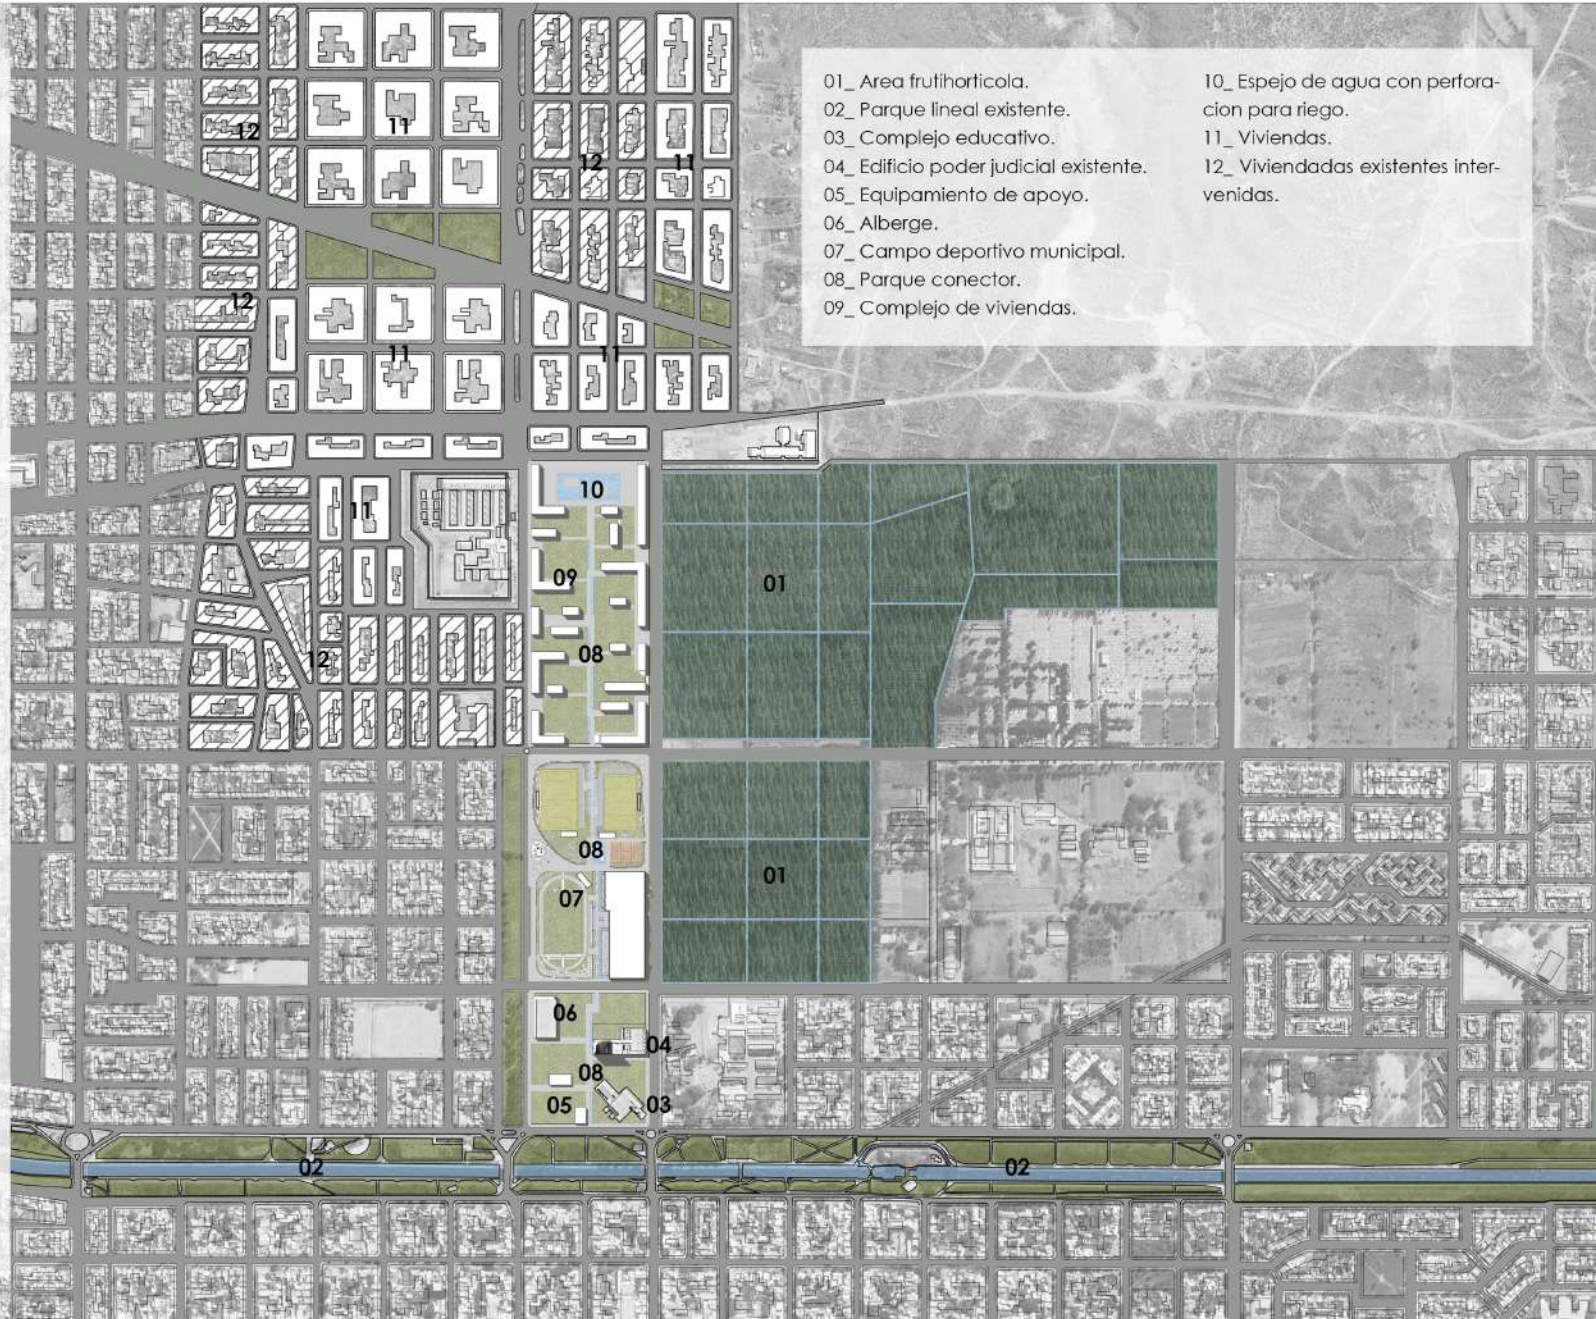 01_ Area frutihorticola.
02_ Parque lineal existente.
03_ Complejo educativo.
04_ Edificio poder judicial existente.
05_ Equipamiento de apoyo.
06_ Alberge.
07_ Campo deportivo municipal.
08_ Parque conector.
09_ Complejo de viviendas.
10_ Espejo de agua con perfora-
cion para riego.
11_ Viviendas.
12_ Viviendadas existentes inter-
venidas.
12
11
12
11
12
11
11
10
11
09
01
12
08
08
07
01
06
04
08
05
03
02
02